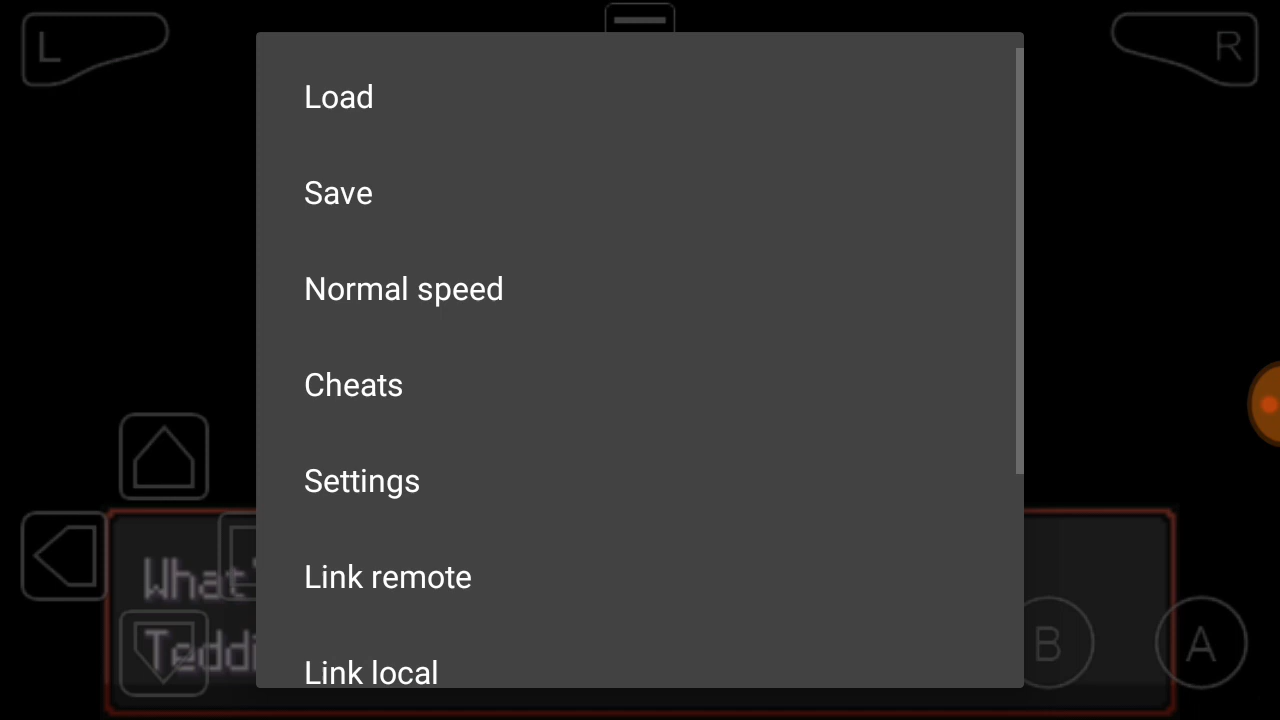 L
R
Load
Save
Normal speed
Cheats
Settings
Link remote
Link local
What'
Teddi
B
A